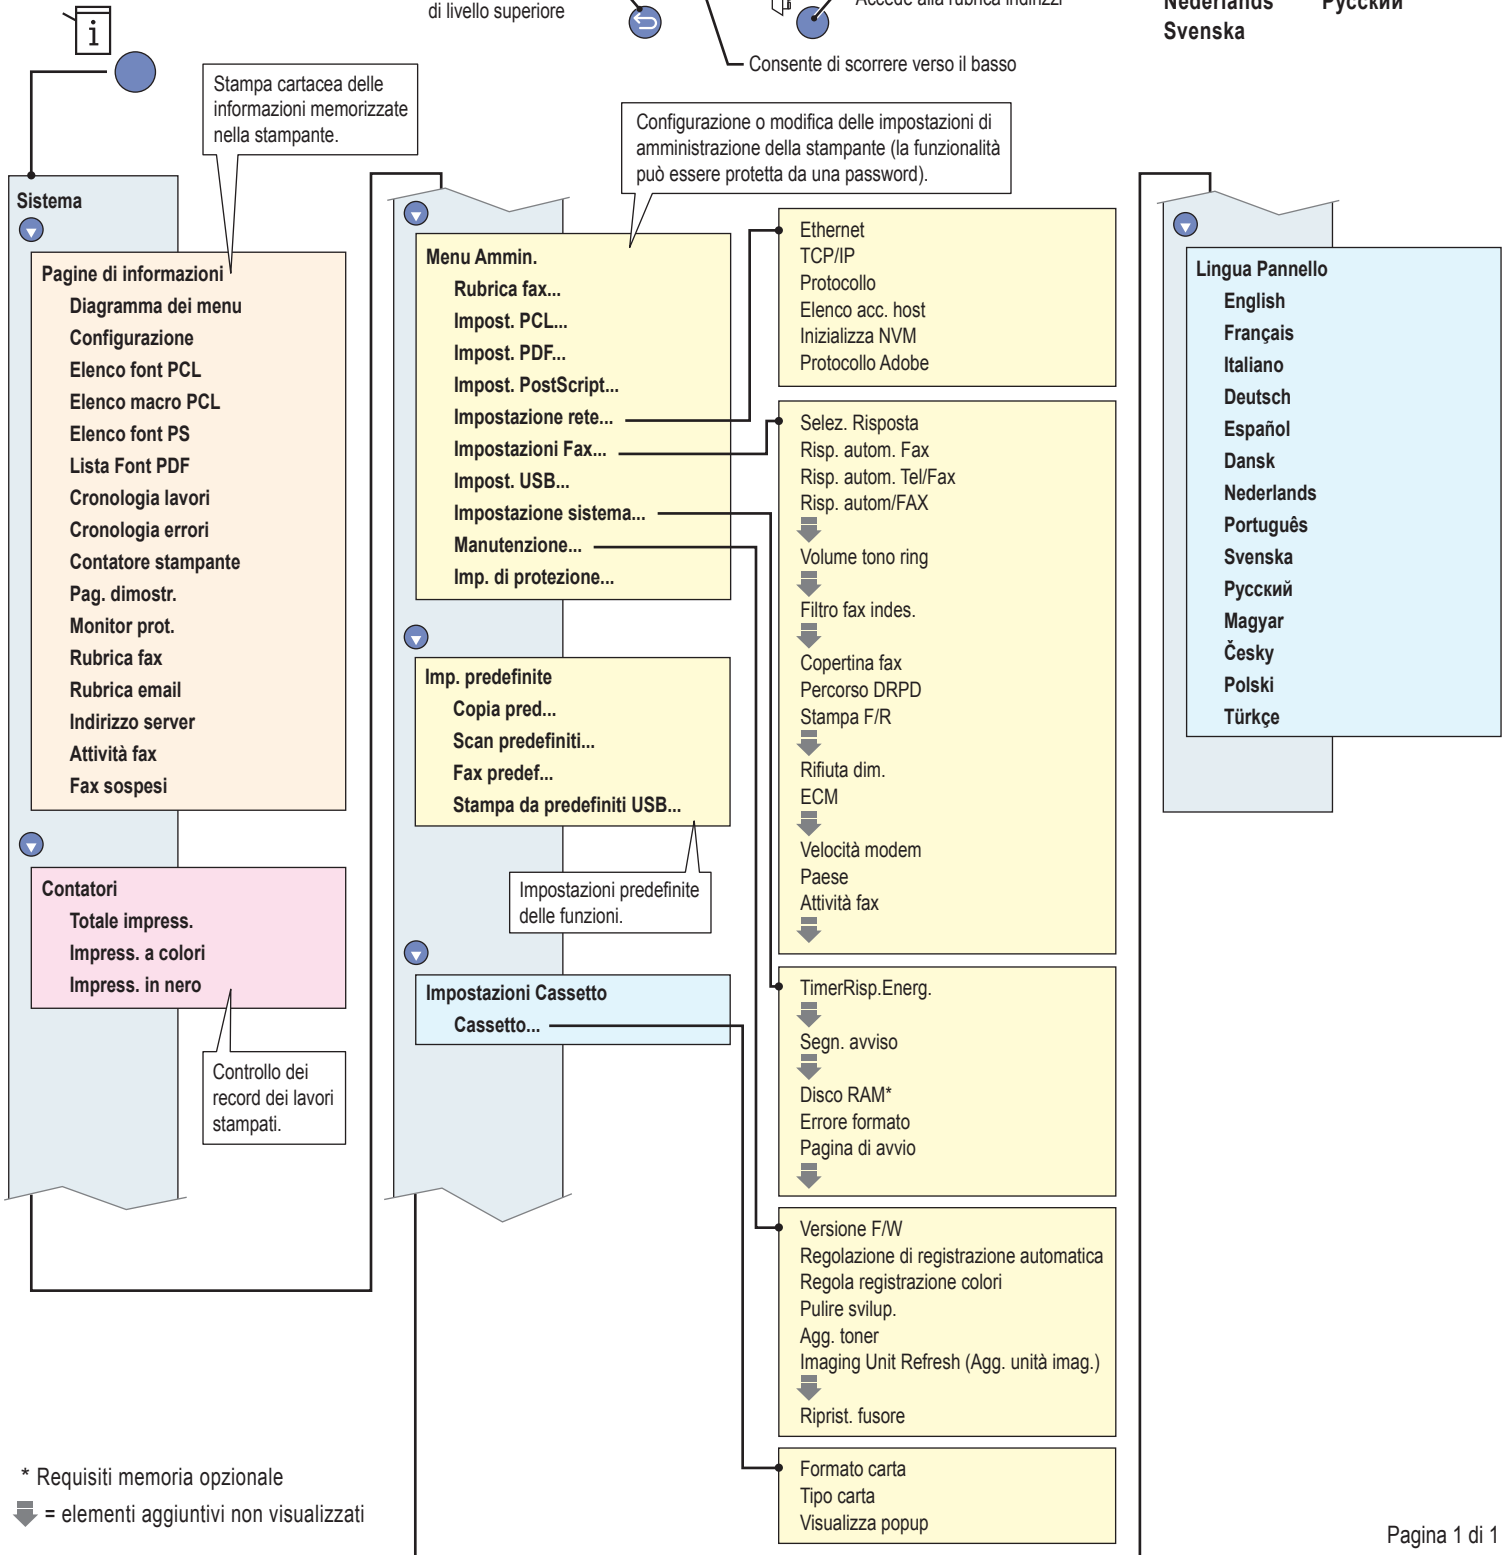 di livello superiore
Accede alla rubrica indirizzi
Nederlands Русский
Svenska
i
Consente di scorrere verso il basso
Stampa cartacea delle
informazioni memorizzate
nella stampante.
Configurazione o modifica delle impostazioni di
amministrazione della stampante (la funzionalità
può essere protetta da una password).
Sistema
Pagine di informazioni
Diagramma dei menu
Configurazione
Elenco font PCL
Elenco macro PCL
Elenco font PS
Lista Font PDF
Cronologia lavori
Cronologia errori
Contatore stampante
Pag. dimostr.
Monitor prot.
Rubrica fax
Rubrica email
Indirizzo server
Attività fax
Fax sospesi
Contatori
Totale impress.
Impress. a colori
Impress. in nero
Controllo dei
record dei lavori
stampati.
Menu Ammin.
Rubrica fax...
Impost. PCL...
Impost. PDF...
Impost. PostScript...
Impostazione rete...
Impostazioni Fax...
Impost. USB...
Impostazione sistema...
Manutenzione...
Imp. di protezione...
Imp. predefinite
Copia pred...
Scan predefiniti...
Fax predef...
Stampa da predefiniti USB...
Impostazioni predefinite
delle funzioni.
Impostazioni Cassetto
Cassetto...
Ethernet
TCP/IP
Protocollo
Elenco acc. host
Inizializza NVM
Protocollo Adobe
Selez. Risposta
Risp. autom. Fax
Risp. autom. Tel/Fax
Risp. autom/FAX
Volume tono ring
Filtro fax indes.
Copertina fax
Percorso DRPD
Stampa F/R
Rifiuta dim.
ECM
Velocità modem
Paese
Attività fax
TimerRisp.Energ.
Segn. avviso
Disco RAM*
Errore formato
Pagina di avvio
Versione F/W
Regolazione di registrazione automatica
Regola registrazione colori
Pulire svilup.
Agg. toner
Imaging Unit Refresh (Agg. unità imag.)
Riprist. fusore
Formato carta
Tipo carta
Visualizza popup
Lingua Pannello
English
Français
Italiano
Deutsch
Español
Dansk
Nederlands
Português
Svenska
Русский
Magyar
Česky
Polski
Türkçe
* Requisiti memoria opzionale
= elementi aggiuntivi non visualizzati
Pagina 1 di 1